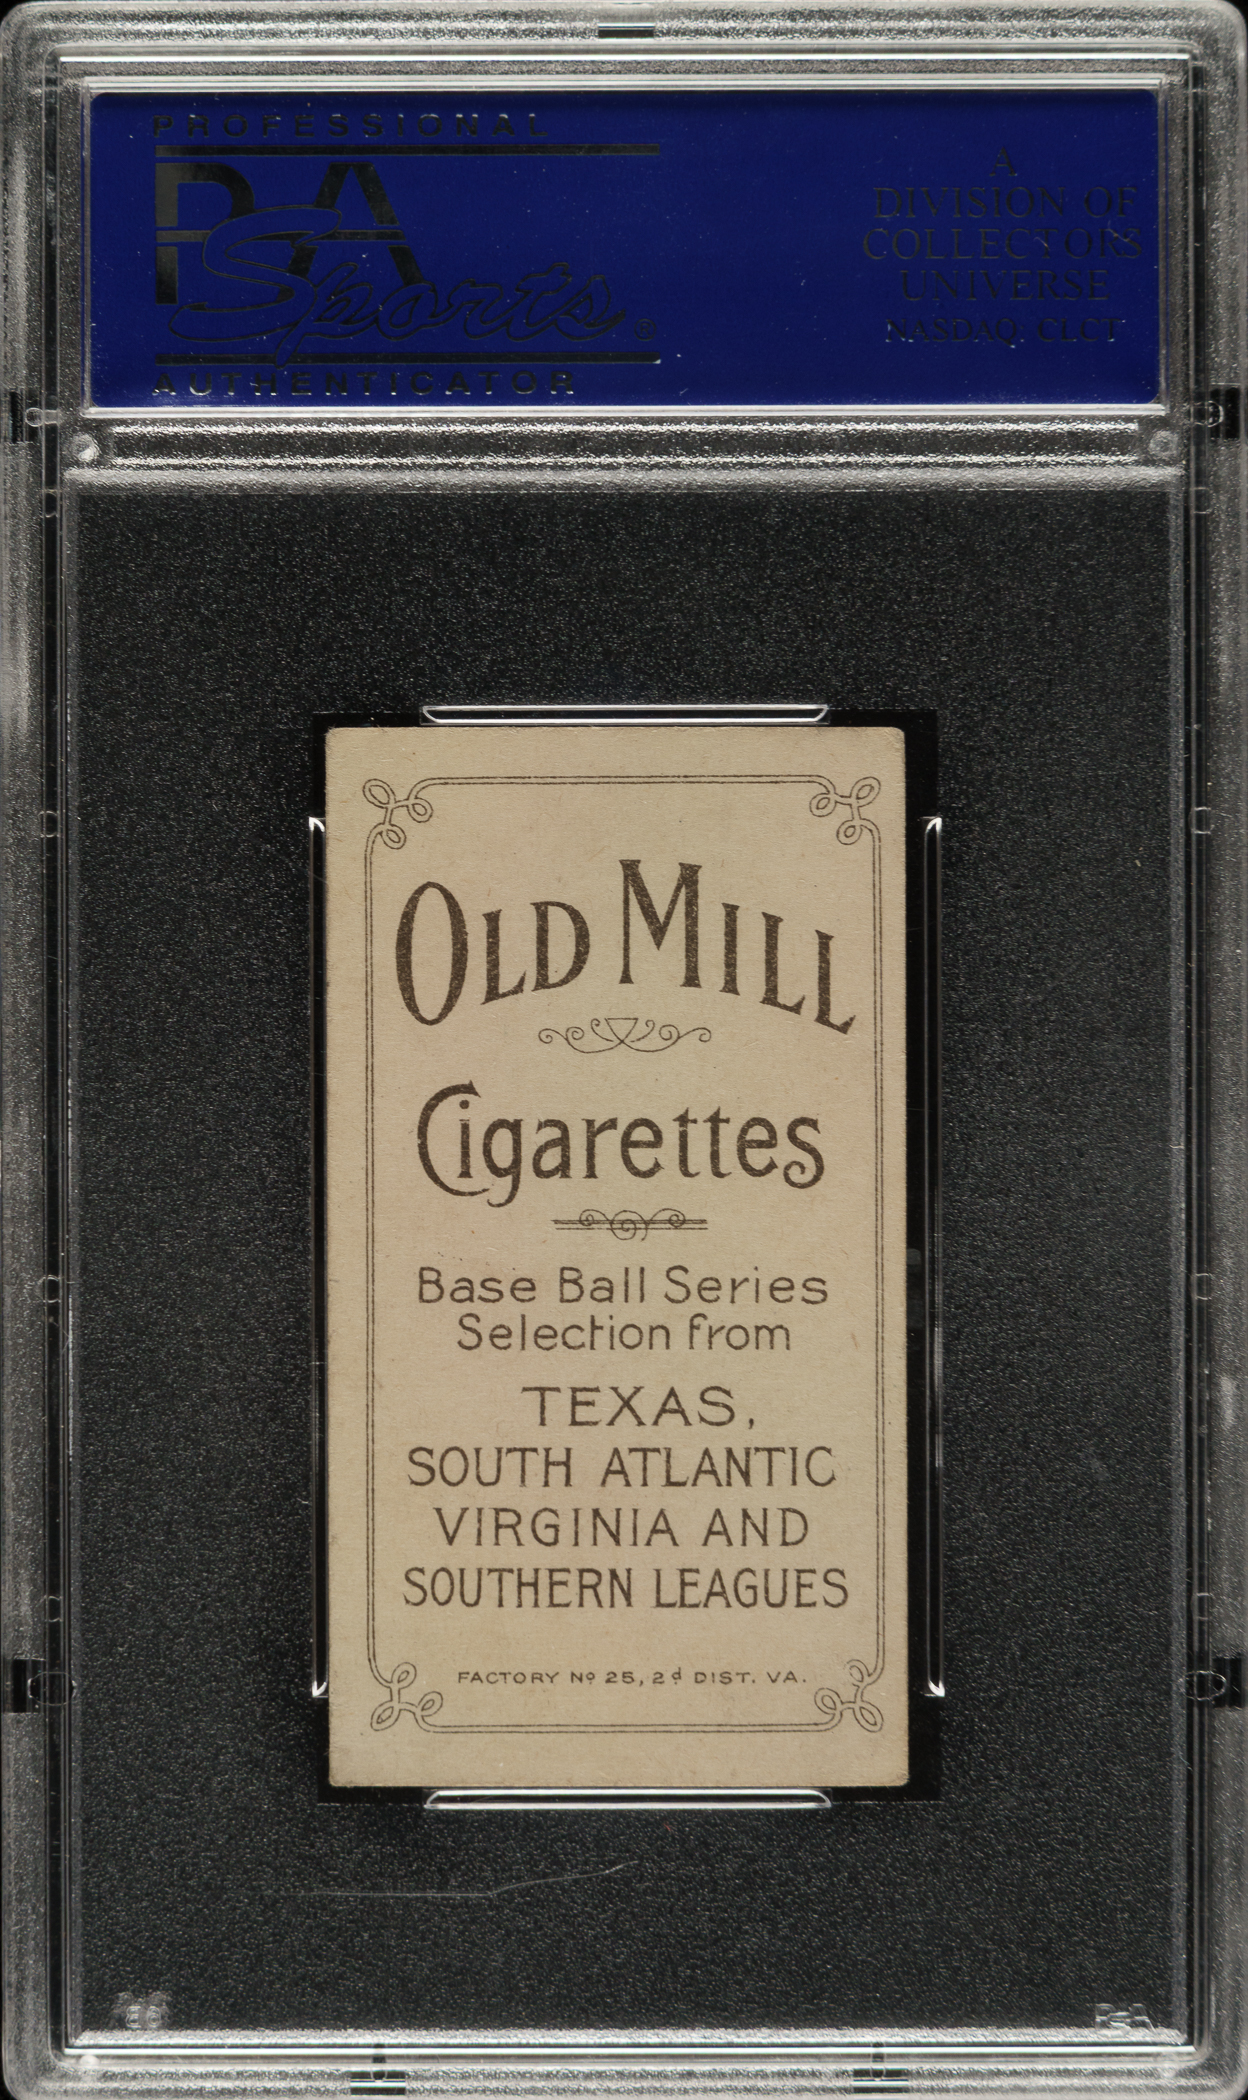 PROFESSIONAL
PSA
Sports®
AUTHENTICATOR
A
DIVISION OF
COLLECTORS
UNIVERSE
NASDAQ: CLCT
OLD MILL
Cigarettes
Base Ball Series
Selection from
TEXAS,
SOUTH ATLANTIC
VIRGINIA AND
SOUTHERN LEAGUES
FACTORY Nº 25, 2d DIST. VA.
PSA